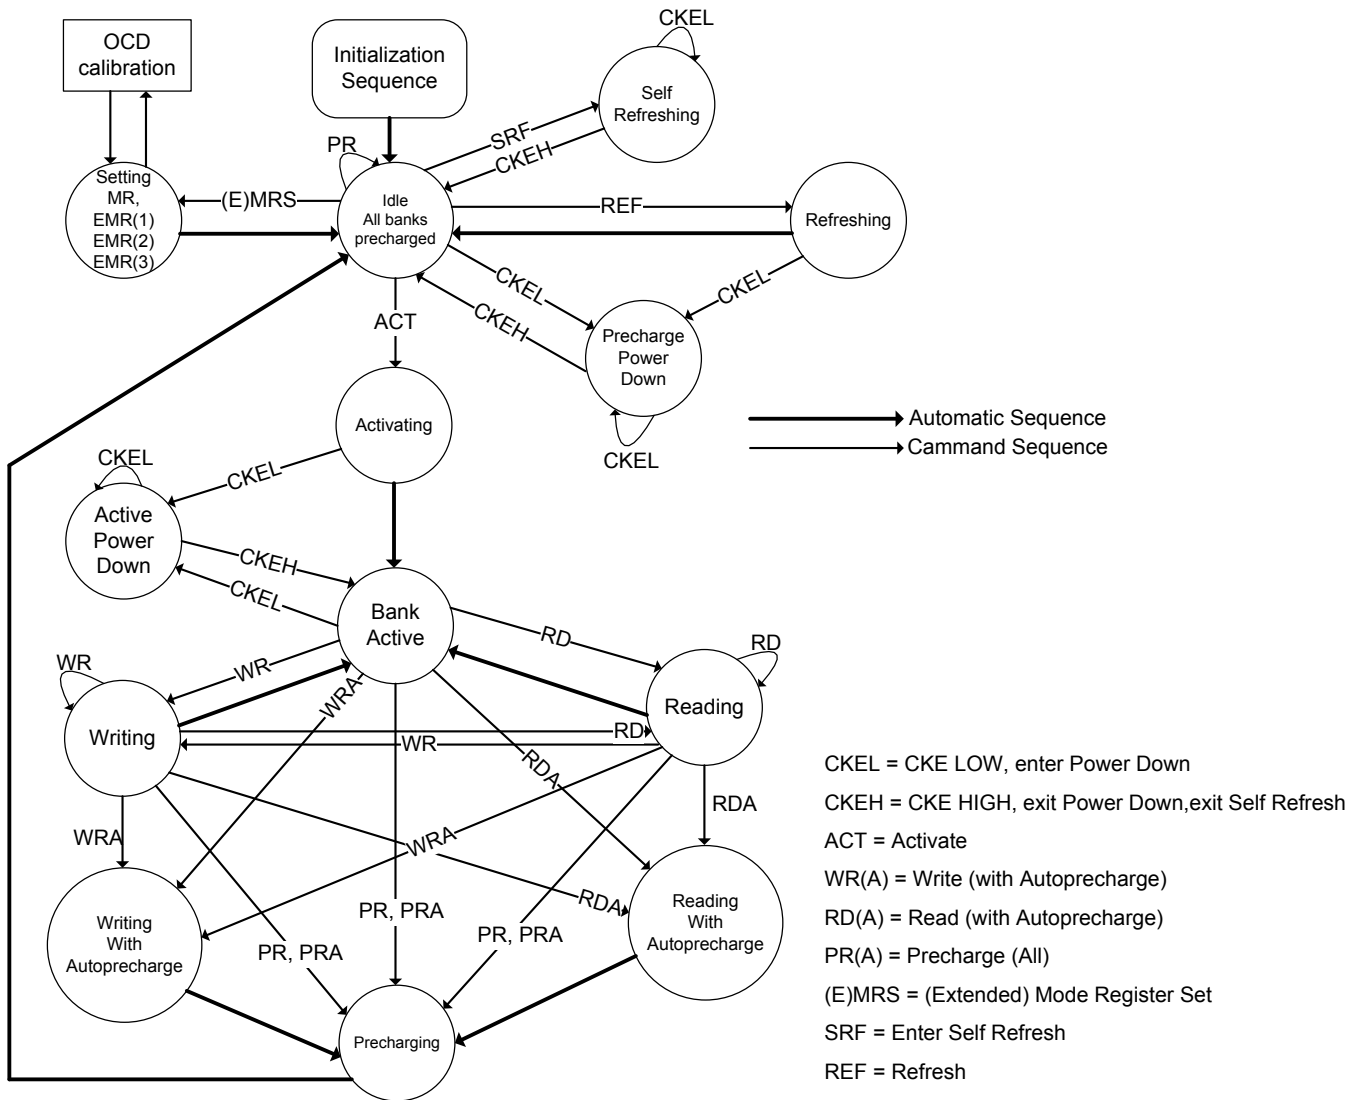 OCD
calibration
Initialization
Sequence
CKEL
Self
Refreshing
SRF
CKEH
PR
Setting
MR,
EMR(1)
EMR(2)
EMR(3)
(E)MRS
Idle
All banks
precharged
REF
Refreshing
CKEL
CKEH
CKEL
ACT
Precharge
Power
Down
CKEL
Activating
Automatic Sequence
Cammand Sequence
CKEL
CKEL
Active
Power
Down
CKEH
CKEL
Bank
Active
RD
RD
WR
WR
WRA
Reading
Writing
RD
WR
RDA
RDA
WRA
WRA
RDA
PR, PRA
PR, PRA
PR, PRA
Writing
With
Autoprecharge
Reading
With
Autoprecharge
Precharging
CKEL = CKE LOW, enter Power Down
CKEH = CKE HIGH, exit Power Down,exit Self Refresh
ACT = Activate
WR(A) = Write (with Autoprecharge)
RD(A) = Read (with Autoprecharge)
PR(A) = Precharge (All)
(E)MRS = (Extended) Mode Register Set
SRF = Enter Self Refresh
REF = Refresh